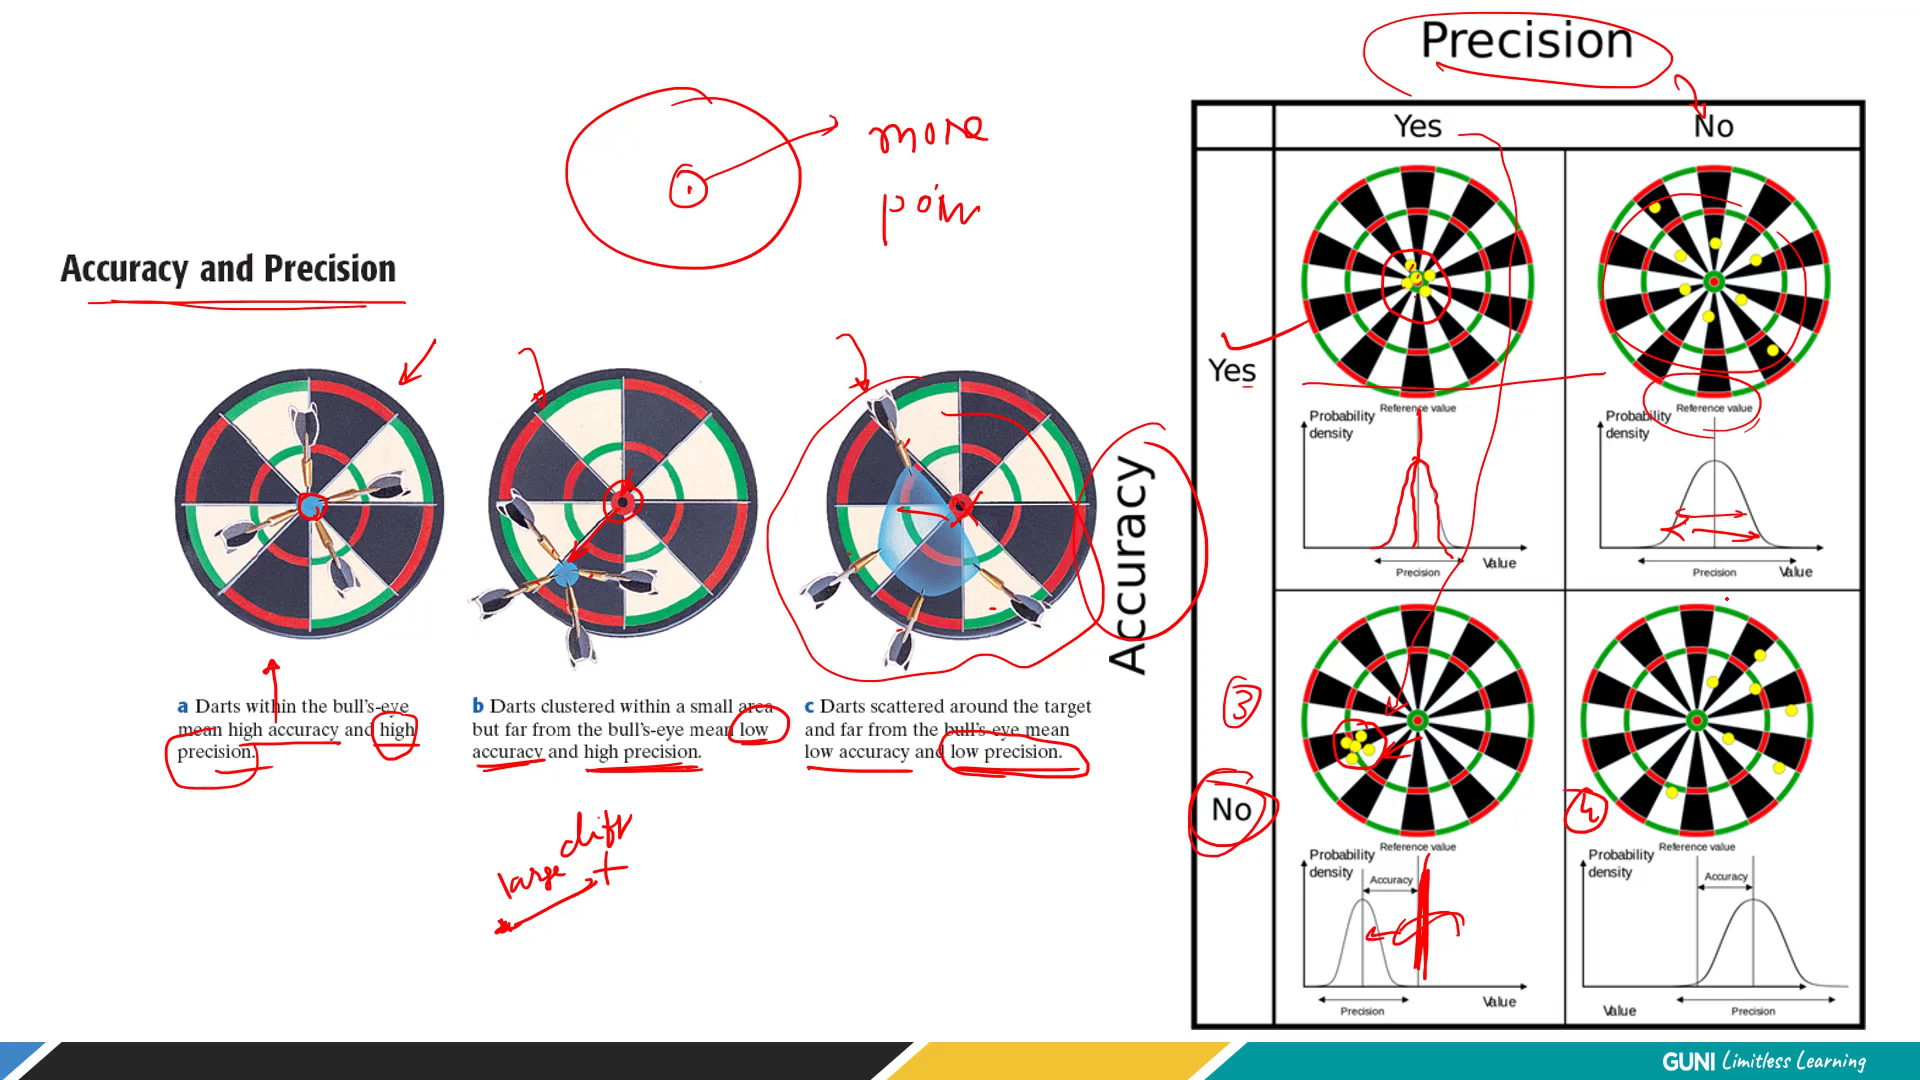 Precision
Yes
No
more
Accuracy and Precision
Yes
Reference value
Probability
density
Precision
Value
Reference value
Probability
density
Precision
Value
Accuracy
a Darts within the bull's-eye
mean high accuracy and high
precision.
b Darts clustered within a small area
but far from the bull's-eye mean low
accuracy and high precision.
c Darts scattered around the target
and far from the bull's-eye mean
low accuracy and low precision.
3
No
4
large diff
Reference value
Probability
density
Accuracy
Precision
Value
Reference value
Probability
density
Accuracy
Value
Precision
GUNI Limitless Learning